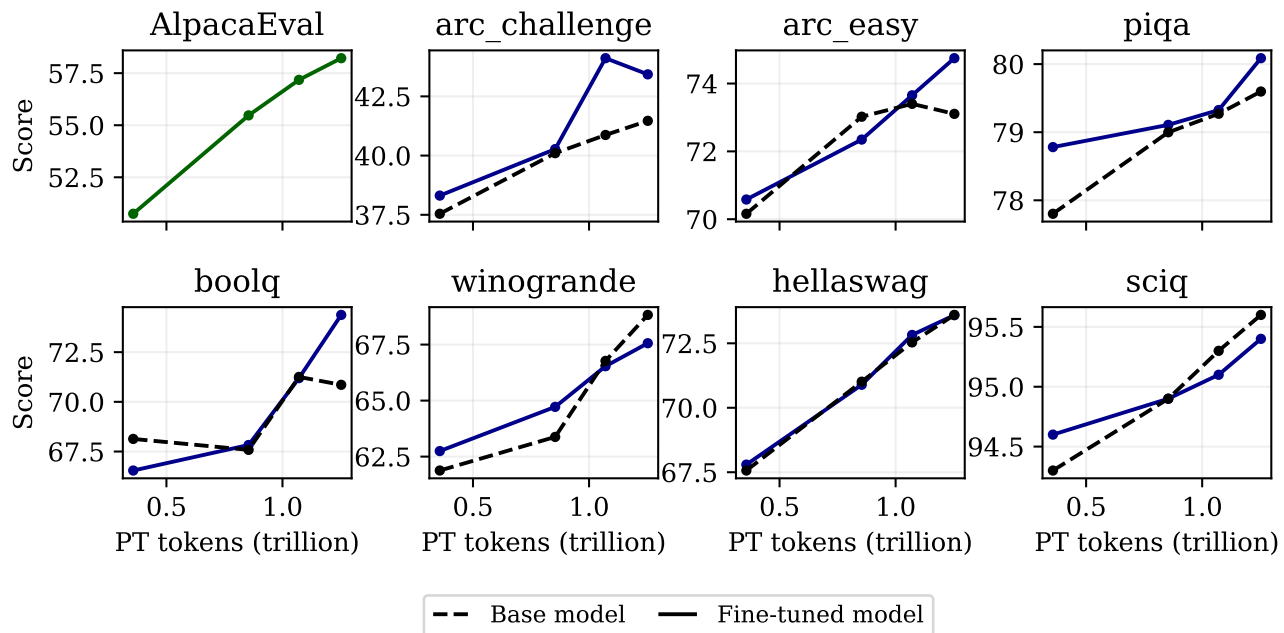 AlpacaEval
arc_challenge
arc_easy
piqa
Score
57.5
55.0
52.5
42.5
40.0
37.5
74
72
70
80
79
78
boolq
winogrande
hellaswag
sciq
Score
72.5
70.0
67.5
67.5
65.0
62.5
72.5
70.0
67.5
95.5
95.0
94.5
0.5 1.0
0.5 1.0
0.5 1.0
0.5 1.0
PT tokens (trillion)
PT tokens (trillion)
PT tokens (trillion)
PT tokens (trillion)
Base model
Fine-tuned model